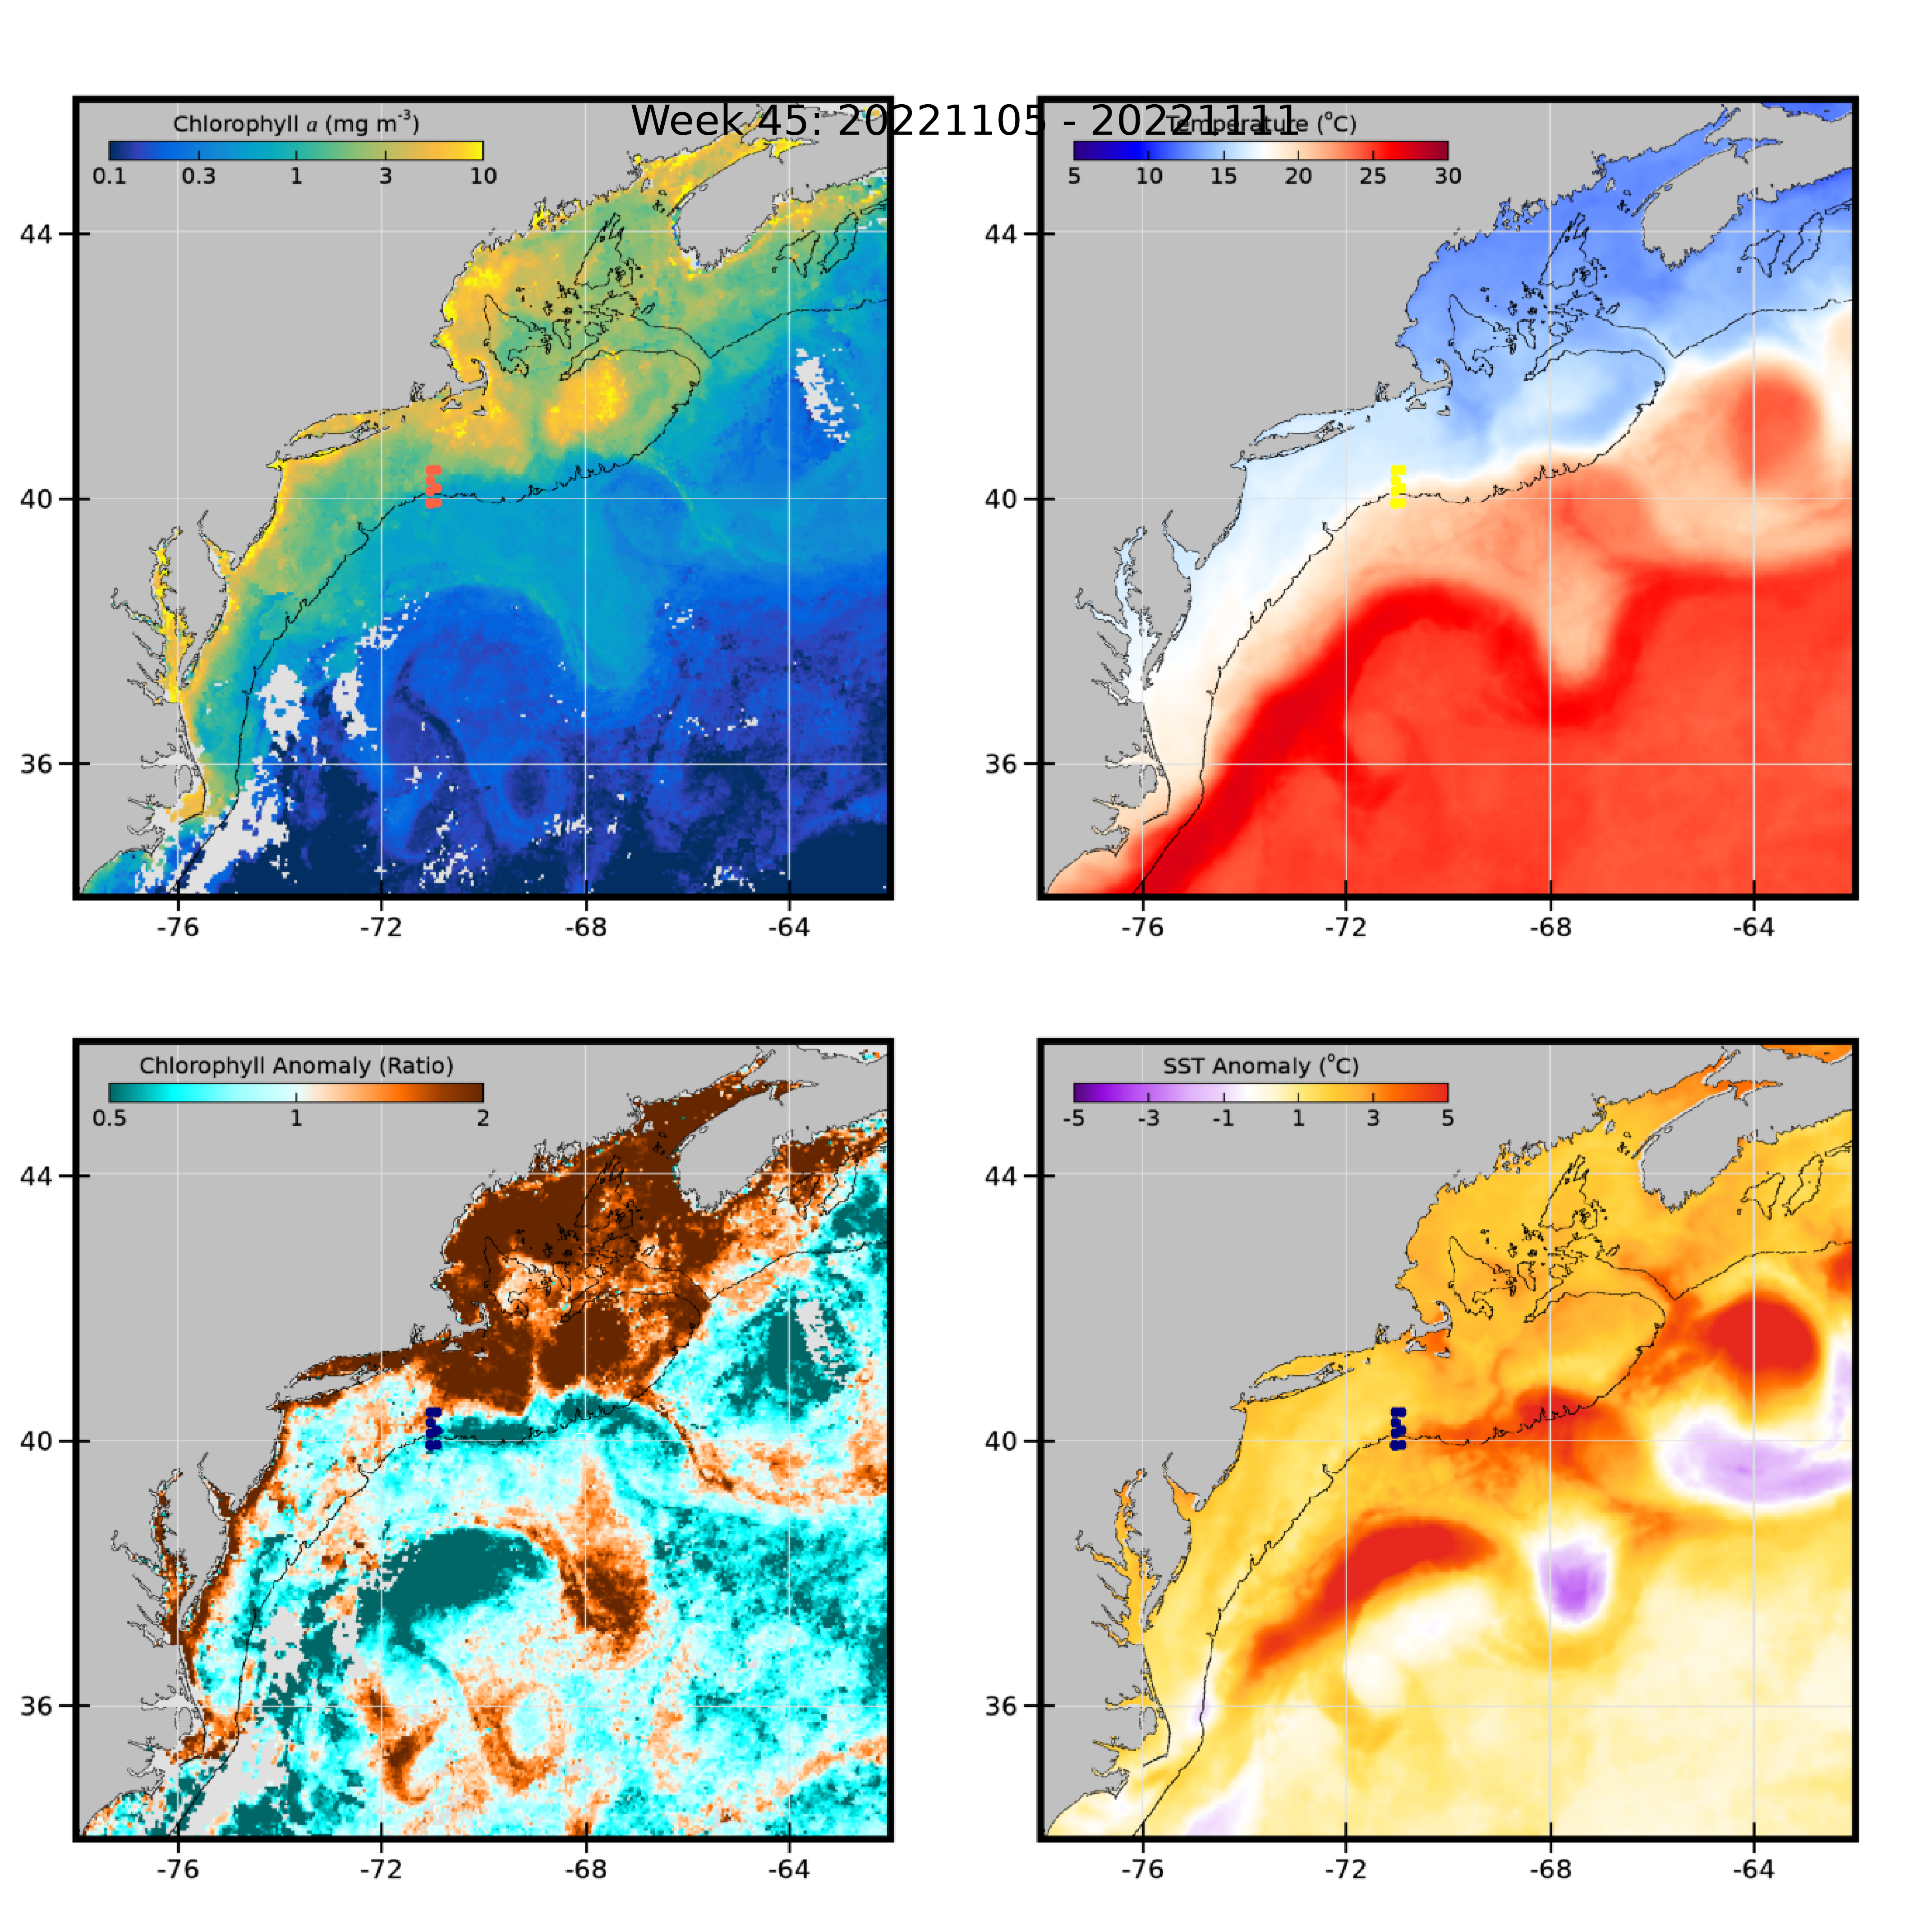 Week 45: 20221105 - 20221111
Chlorophyll a (mg m-3)
0.1 0.3 1 3 10
Temperature (oC)
5 10 15 20 25 30
44
40
36
-76 -72 -68 -64
44
40
36
-76 -72 -68 -64
Chlorophyll Anomaly (Ratio)
0.5 1 2
SST Anomaly (oC)
-5 -3 -1 1 3 5
44
40
36
-76 -72 -68 -64
44
40
36
-76 -72 -68 -64